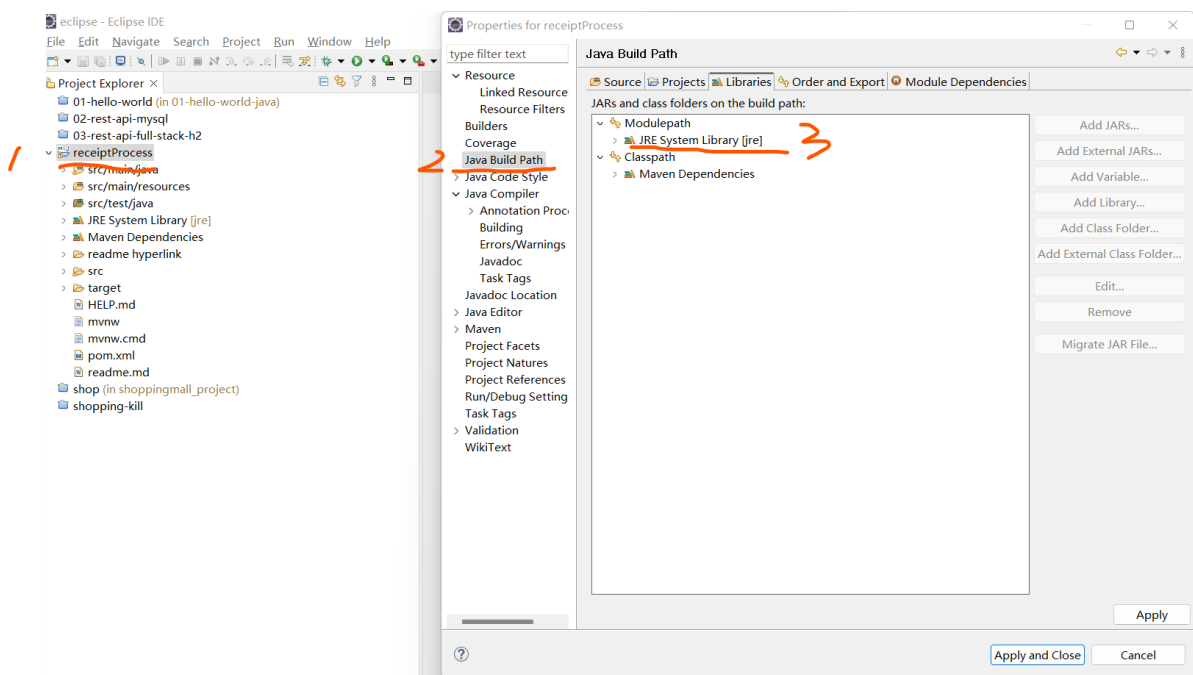 eclipse - Eclipse IDE
File Edit Navigate Search Project Run Window Help
Project Explorer
01-hello-world (in 01-hello-world-java)
02-rest-api-mysql
03-rest-api-full-stack-h2
1
receiptProcess
src/main/java
src/main/resources
src/test/java
JRE System Library [jre]
Maven Dependencies
readme hyperlink
src
target
HELP.md
mvnw
mvnw.cmd
pom.xml
readme.md
shop (in shoppingmall_project)
shopping-kill
Properties for receiptProcess
type filter text
Resource
Linked Resource
Resource Filters
Builders
Coverage
2
Java Build Path
Java Code Style
Java Compiler
Annotation Proc
Building
Errors/Warnings
Javadoc
Task Tags
Javadoc Location
Java Editor
Maven
Project Facets
Project Natures
Project References
Run/Debug Setting
Task Tags
Validation
WikiText
Java Build Path
Source Projects Libraries Order and Export Module Dependencies
JARs and class folders on the build path:
Modulepath
JRE System Library [jre]
3
Classpath
Maven Dependencies
Add JARs...
Add External JARs...
Add Variable...
Add Library...
Add Class Folder...
Add External Class Folder...
Edit...
Remove
Migrate JAR File...
Apply
Apply and Close Cancel